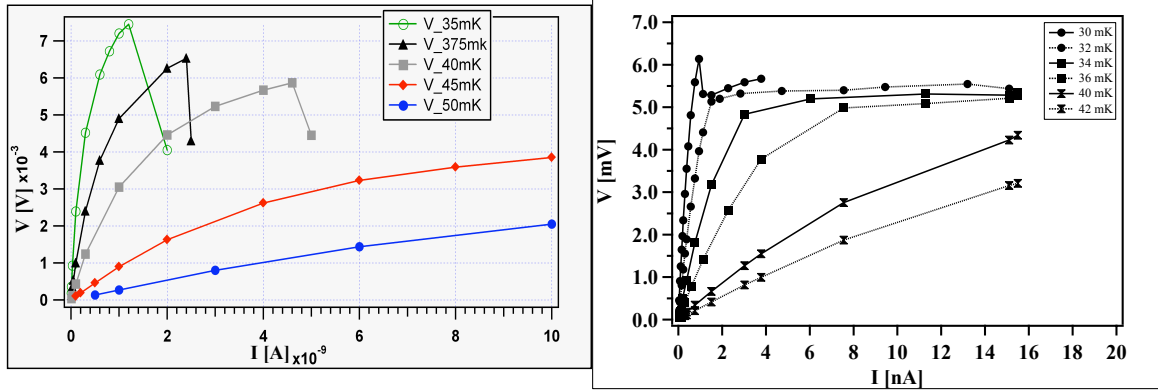 V_35mK
V_375mk
V_40mK
V_45mK
V_50mK
V [V] x10^-3
7
6
5
4
3
2
1
0
0
2
4
6
8
10
I [A] x10^-9
30 mK
32 mK
34 mK
36 mK
40 mK
42 mK
V [mV]
7.0
6.0
5.0
4.0
3.0
2.0
1.0
0.0
0 2 4 6 8 10 12 14 16 18 20
I [nA]